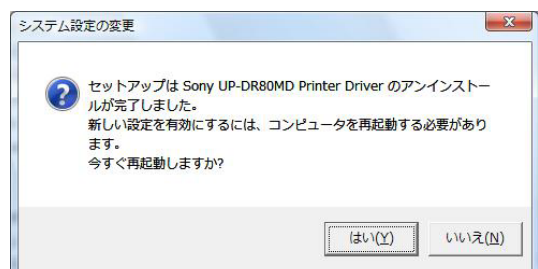 システム設定の変更
セットアップは Sony UP-DR80MD Printer Driver のアンインストー
ルが完了しました。
新しい設定を有効にするには、コンピュータを再起動する必要があり
ます。
今すぐ再起動しますか?
はい(Y)
いいえ(N)